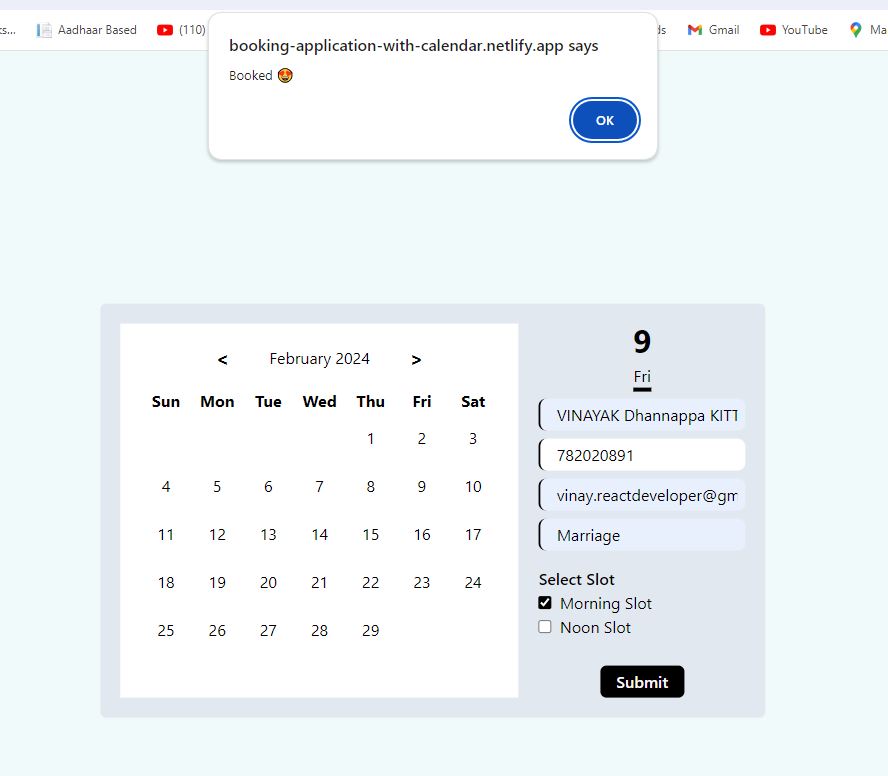 s... Aadhaar Based (110) ds Gmail YouTube Ma
booking-application-with-calendar.netlify.app says
Booked 😍
OK
< February 2024 >
Sun Mon Tue Wed Thu Fri Sat
1 2 3
4 5 6 7 8 9 10
11 12 13 14 15 16 17
18 19 20 21 22 23 24
25 26 27 28 29
9
Fri
VINAYAK Dhannappa KITT
782020891
vinay.reactdeveloper@gm
Marriage
Select Slot
Morning Slot
Noon Slot
Submit